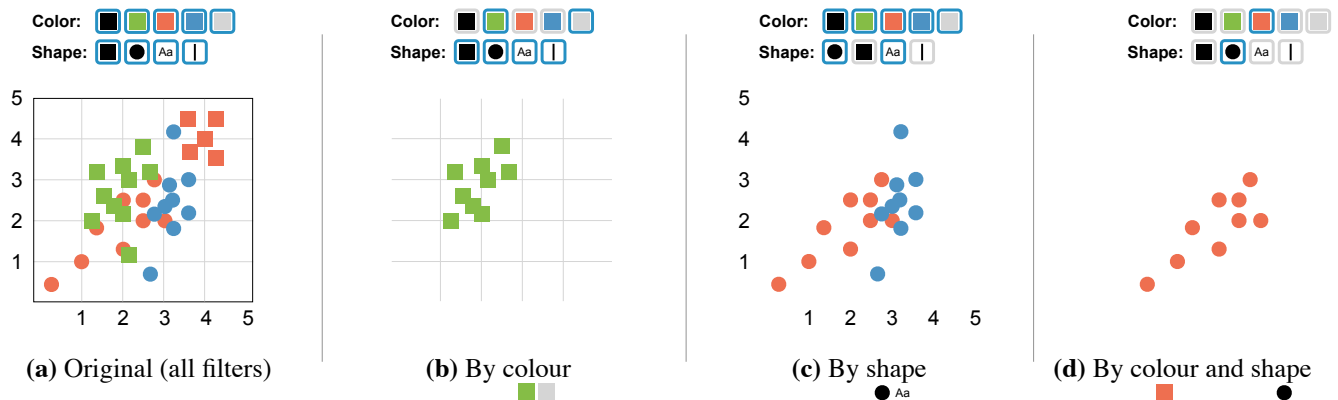 Color:
Shape: Aa
5
4
3
2
1
1 2 3 4 5
(a) Original (all filters)
Color:
Shape: Aa
(b) By colour
Color:
Shape: Aa
5
4
3
2
1
1 2 3 4 5
(c) By shape
Aa
Color:
Shape: Aa
(d) By colour and shape